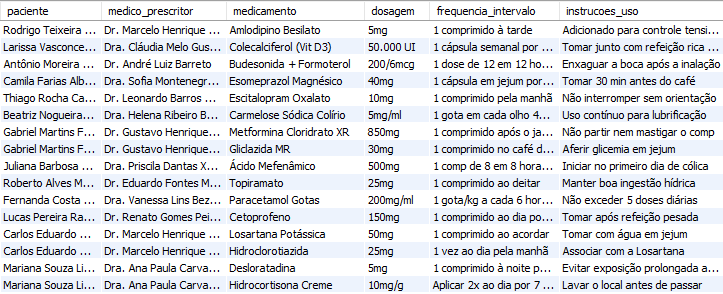 paciente medico_prescritor medicamento dosagem frequencia_intervalo instrucoes_uso
Rodrigo Teixeira ... Dr. Marcelo Henrique ... Amlodipino Besilato 5mg 1 comprimido à tarde Adicionado para controle tensi...
Larissa Vasconce... Dra. Cláudia Melo Gus... Colecalciferol (Vit D3) 50.000 UI 1 cápsula semanal por ... Tomar junto com refeição rica ...
Antônio Moreira ... Dr. André Luiz Barreto Budesonida + Formoterol 200/6mcg 1 dose de 12 em 12 ho... Enxaguar a boca após a inalação
Camila Farias Alb... Dra. Sofia Montenegr... Esomeprazol Magnésico 40mg 1 cápsula em jejum por... Tomar 30 min antes do café
Thiago Rocha Ca... Dr. Leonardo Barros ... Escitalopram Oxalato 10mg 1 comprimido pela manhã Não interromper sem orientação
Beatriz Nogueira... Dra. Helena Ribeiro B... Carmelose Sódica Colírio 5mg/ml 1 gota em cada olho 4... Uso contínuo para lubrificação
Gabriel Martins F... Dr. Gustavo Henrique... Metformina Cloridrato XR 850mg 1 comprimido após o ja... Não partir nem mastigar o comp
Gabriel Martins F... Dr. Gustavo Henrique... Gliclazida MR 30mg 1 comprimido no café d... Aferir glicemia em jejum
Juliana Barbosa ... Dra. Priscila Dantas X... Ácido Mefenâmico 500mg 1 comp de 8 em 8 hora... Iniciar no primeiro dia de cólica
Roberto Alves M... Dr. Eduardo Fontes M... Topiramato 25mg 1 comprimido ao deitar Manter boa ingestão hídrica
Fernanda Costa ... Dra. Vanessa Lins Bez... Paracetamol Gotas 200mg/ml 1 gota/kg a cada 6 hor... Não exceder 5 doses diárias
Lucas Pereira Ra... Dr. Renato Gomes Pei... Cetoprofeno 150mg 1 comprimido ao dia po... Tomar após refeição pesada
Carlos Eduardo ... Dr. Marcelo Henrique ... Losartana Potássica 50mg 1 comprimido ao acordar Tomar com água em jejum
Carlos Eduardo ... Dr. Marcelo Henrique ... Hidroclorotiazida 25mg 1 vez ao dia pela manhã Associar com a Losartana
Mariana Souza Li... Dra. Ana Paula Carva... Desloratadina 5mg 1 comprimido à noite p... Evitar exposição prolongada a...
Mariana Souza Li... Dra. Ana Paula Carva... Hidrocortisona Creme 10mg/g Aplicar 2x ao dia por 7 ... Lavar o local antes de passar